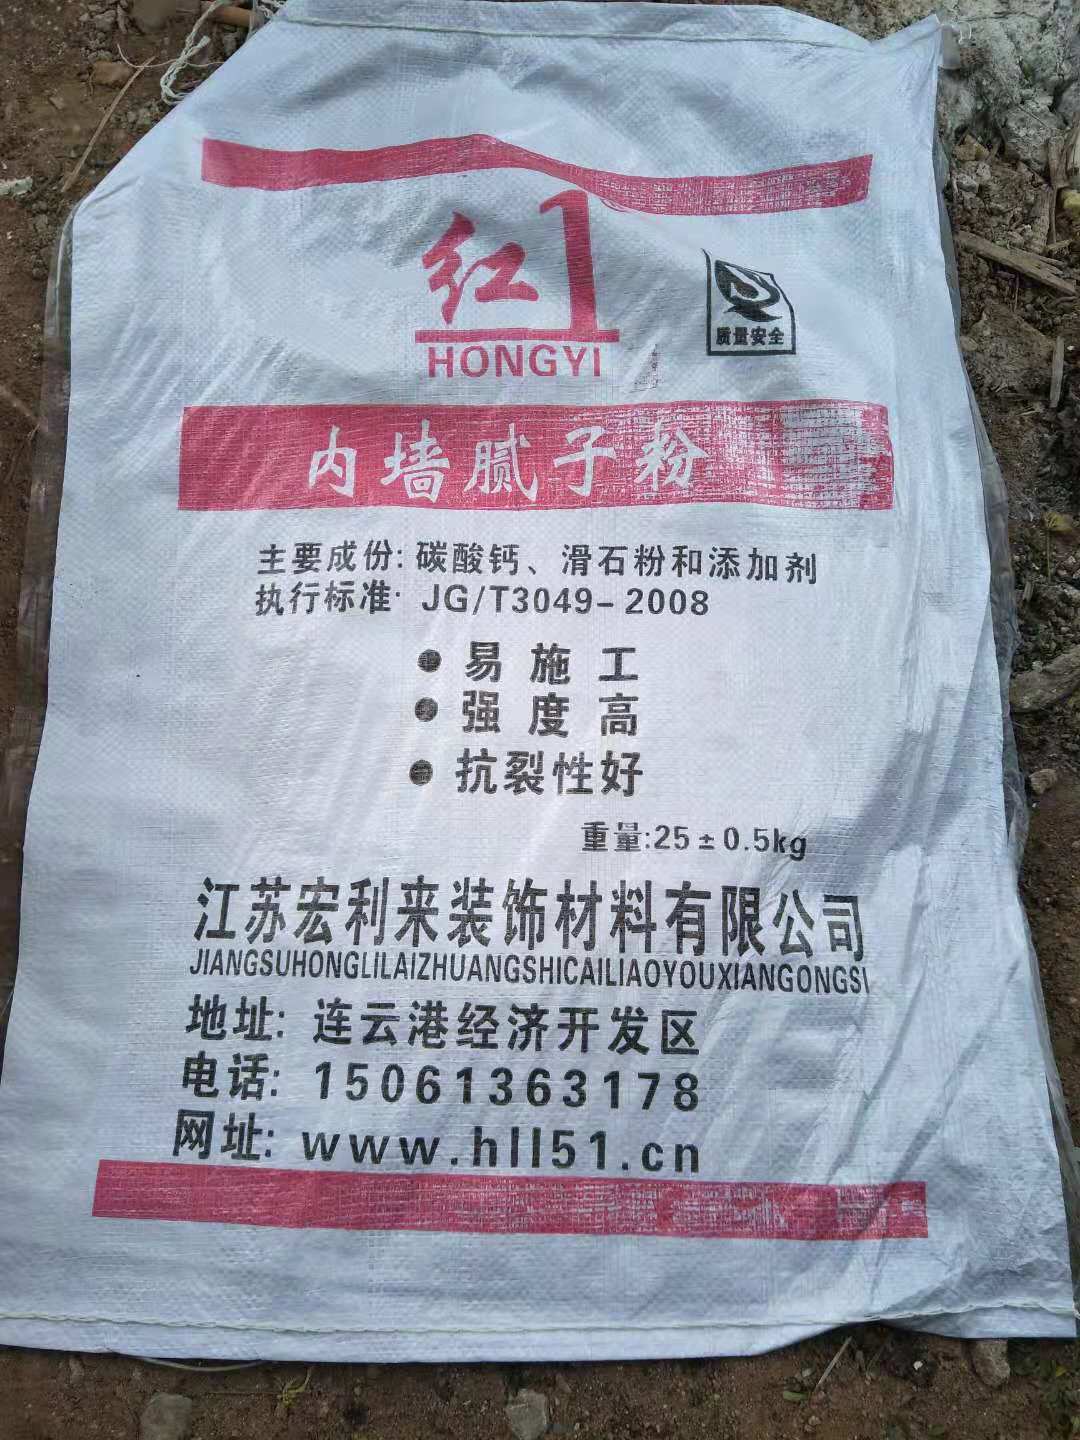 红1
HONGYI
质量安全
内墙腻子粉
主要成份: 碳酸钙、滑石粉和添加剂
执行标准· JG/T3049-2008
● 易施工
● 强度高
● 抗裂性好
重量:25±0.5kg
江苏宏利来装饰材料有限公司
JIANGSUHONGLILAIZHUANGSHICAILIAOYOUXIANGONGSI
地址: 连云港经济开发区
电话: 15061363178
网址: www.hll51.cn